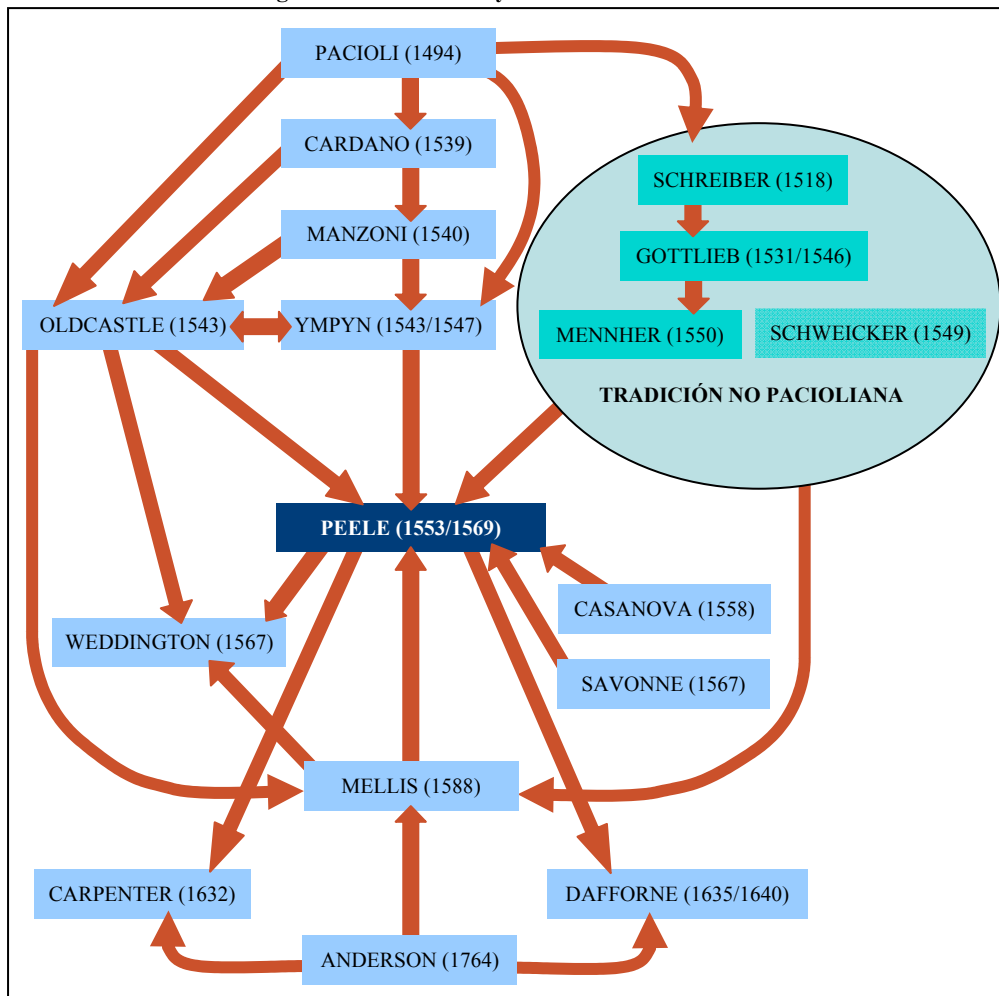 PACIOLI (1494)
CARDANO (1539)
SCHREIBER (1518)
MANZONI (1540)
GOTTLIEB (1531/1546)
OLDCASTLE (1543)
YMPYN (1543/1547)
MENNHER (1550)
SCHWEICKER (1549)
TRADICIÓN NO PACIOLIANA
PEELE (1553/1569)
CASANOVA (1558)
WEDDINGTON (1567)
SAVONNE (1567)
MELLIS (1588)
CARPENTER (1632)
DAFFORNE (1635/1640)
ANDERSON (1764)